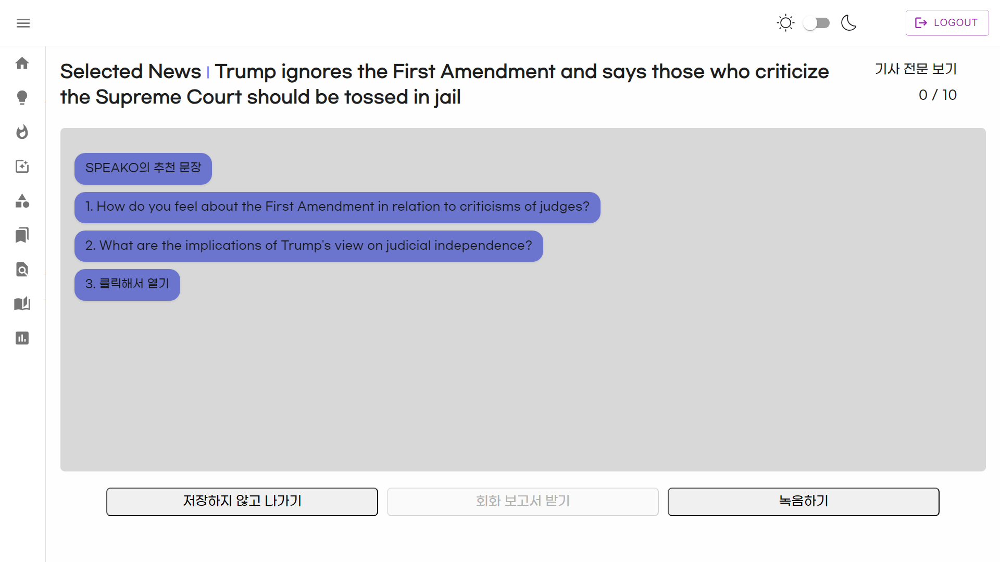 LOGOUT
Selected News | Trump ignores the First Amendment and says those who criticize
the Supreme Court should be tossed in jail
기사 전문 보기
0 / 10
SPEAKO의 추천 문장
1. How do you feel about the First Amendment in relation to criticisms of judges?
2. What are the implications of Trump's view on judicial independence?
3. 클릭해서 열기
저장하지 않고 나가기
회화 보고서 받기
녹음하기